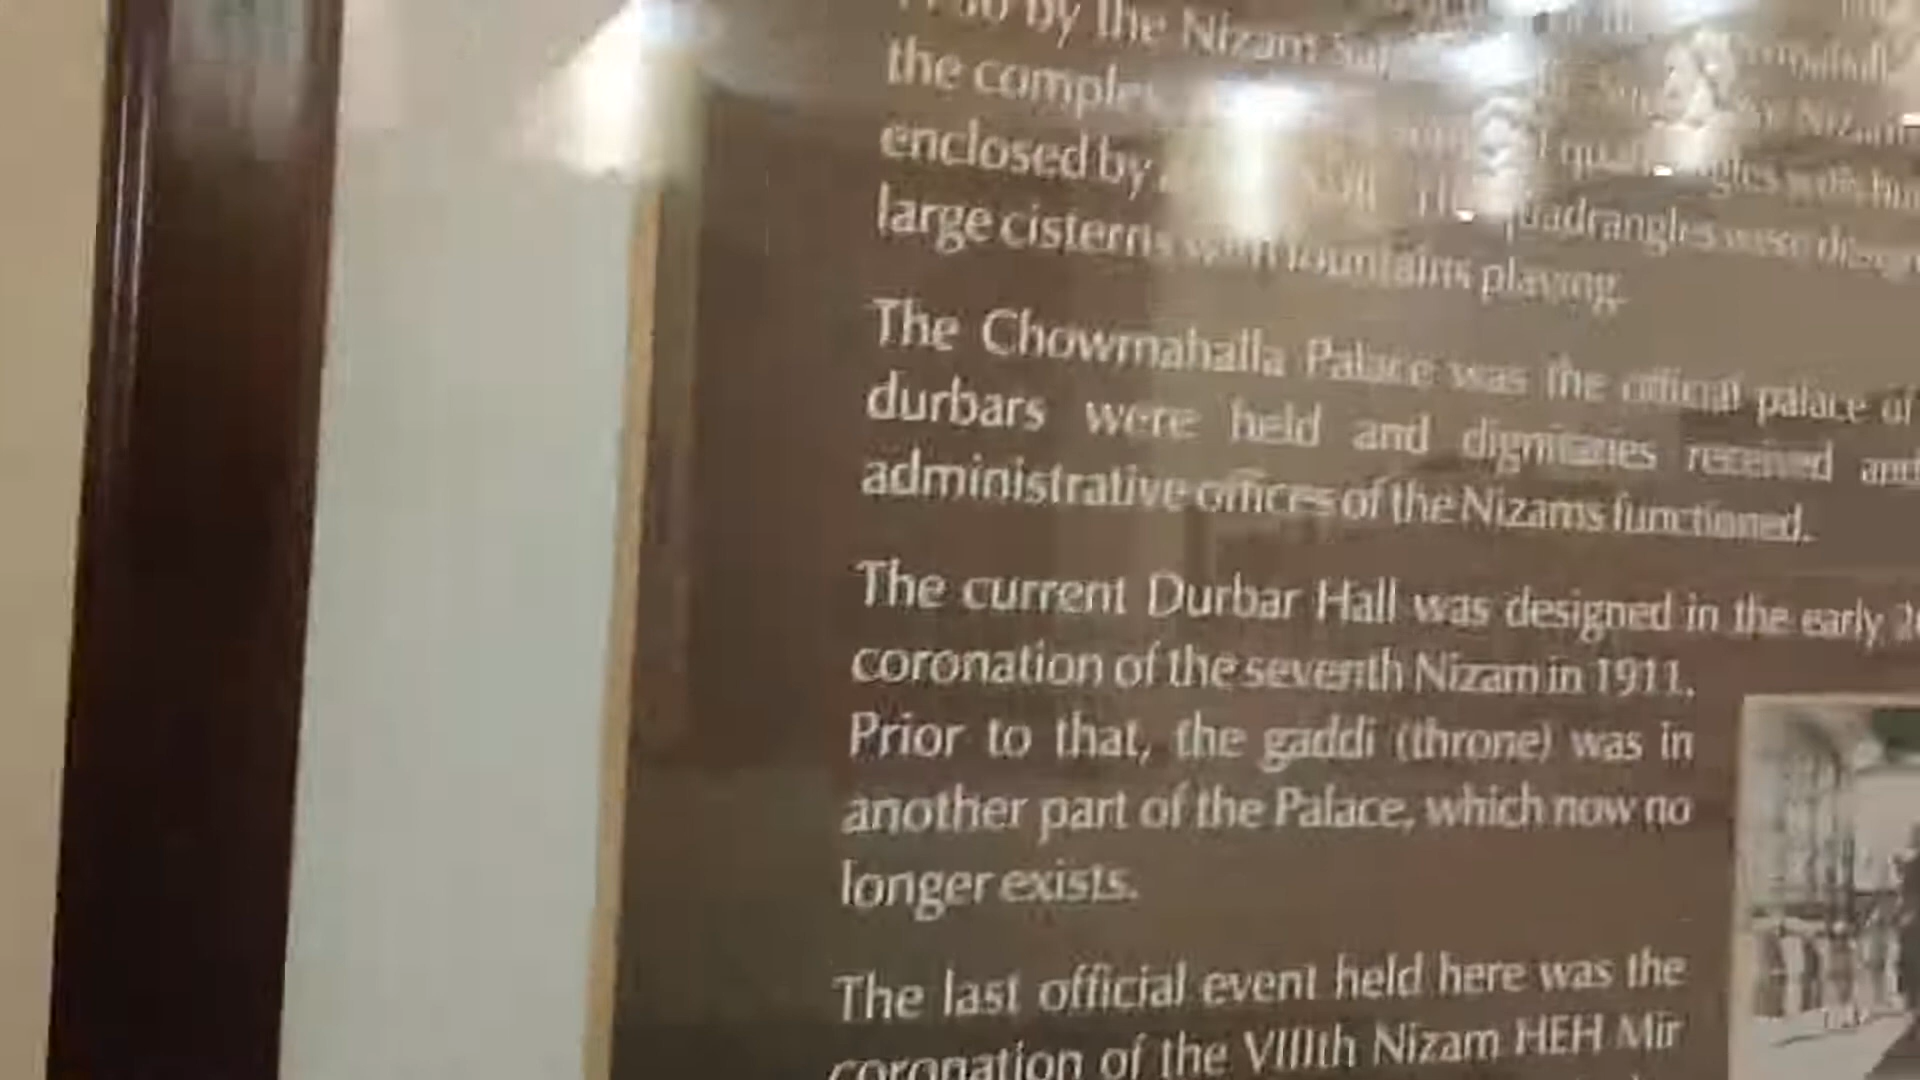 by the Nizam
the
enclosed by
large cisterns with fountains playing.
The Chowmahalla Palace was the official palace of
durbars were held and dignitaries received and
administrative offices of the Nizams functioned.
The current Durbar Hall was designed in the early
coronation of the seventh Nizam in 1911.
Prior to that, the gaddi (throne) was in
another part of the Palace, which now no
longer exists.
The last official event held here was the
coronation of the VIIIth Nizam HEH Mir